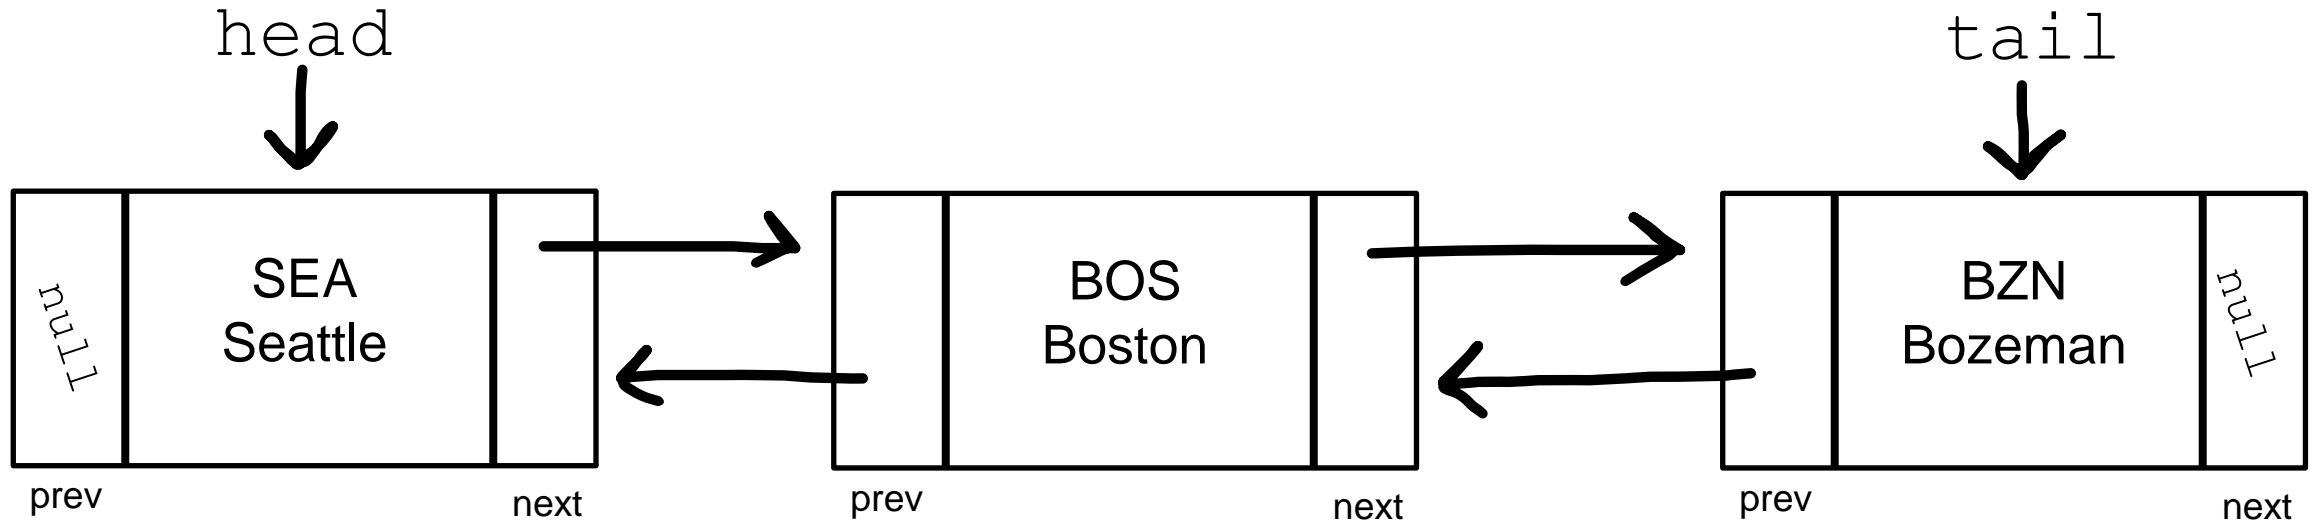 head
tail
null
SEA
Seattle
BOS
Boston
BZN
Bozeman
null
prev
next
prev
next
prev
next